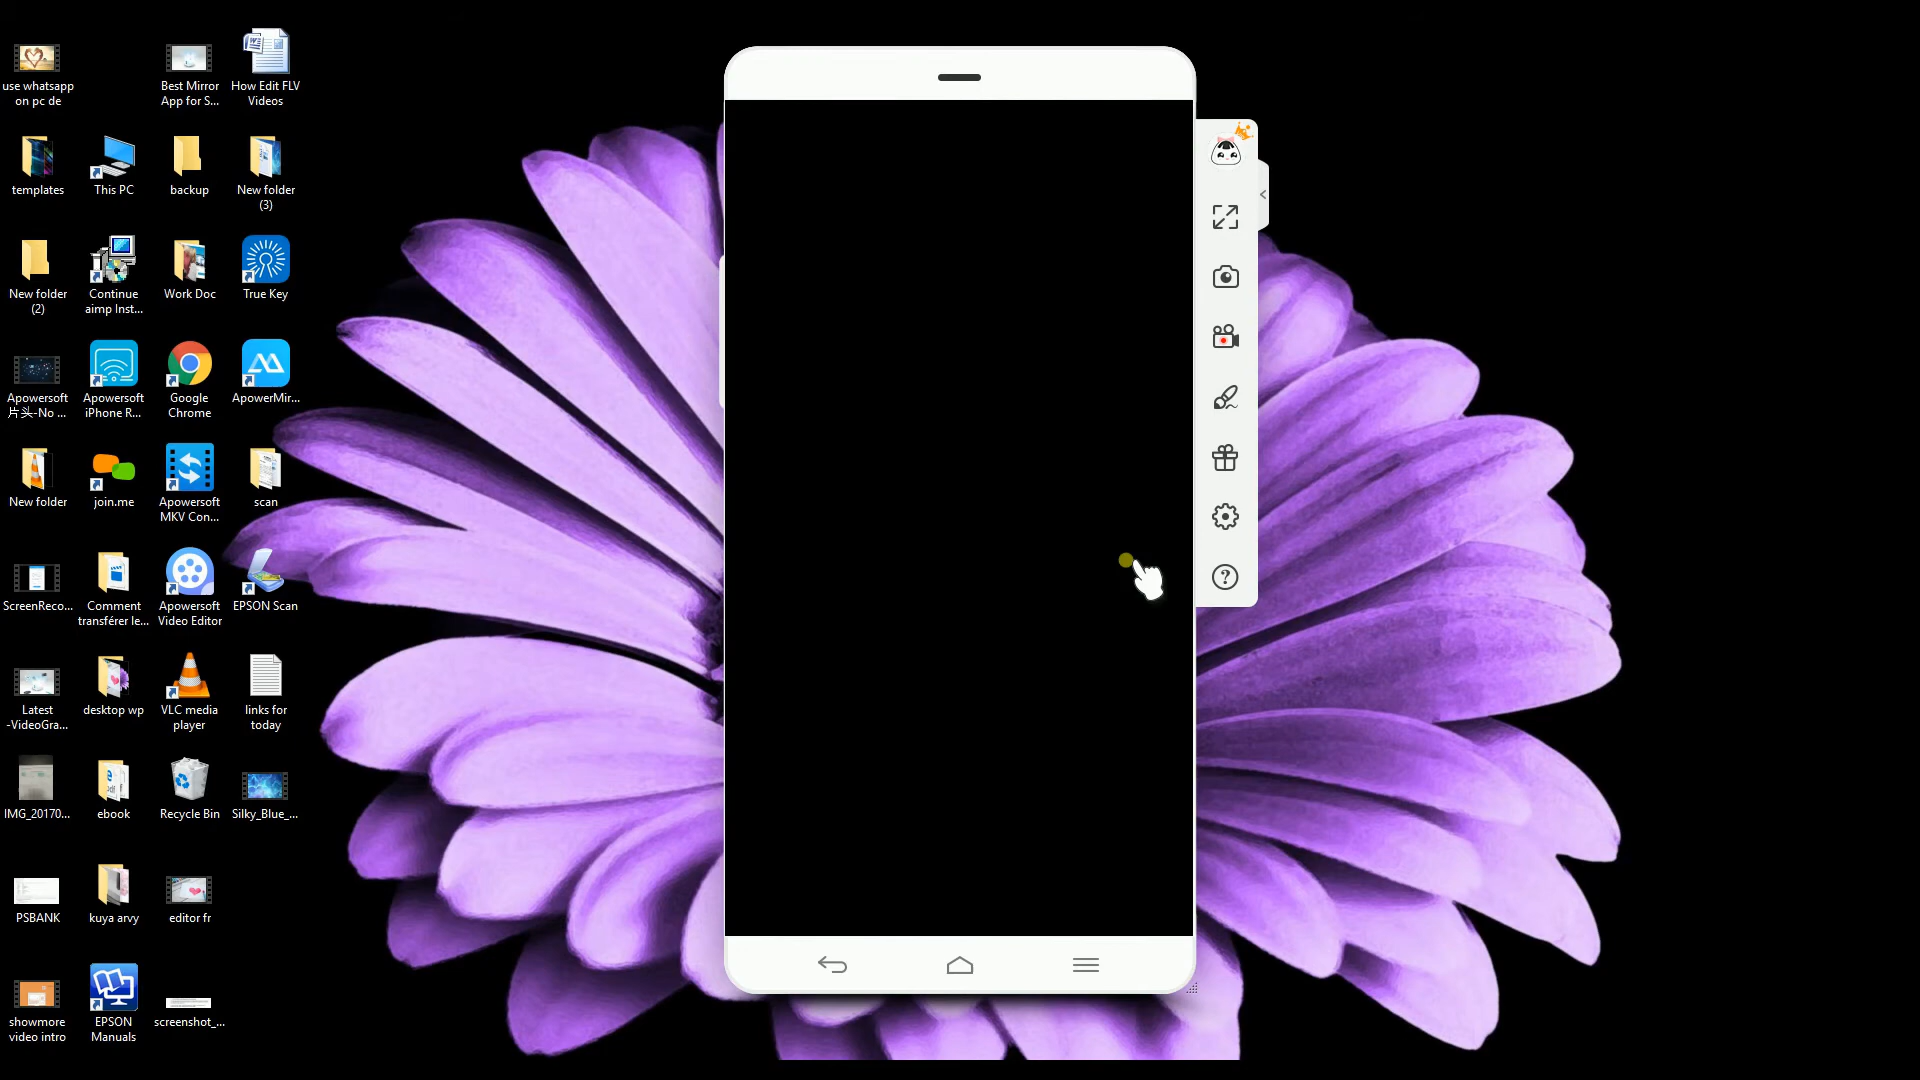 use whatsapp
on pc de
Best Mirror
App for S...
How Edit FLV
Videos
templates
This PC
backup
New folder
(3)
New folder
(2)
Continue
aimp Inst...
Work Doc
True Key
Apowersoft
片头-No ...
Apowersoft
iPhone R...
Google
Chrome
ApowerMir...
New folder
join.me
Apowersoft
MKV Con...
scan
ScreenReco...
Comment
transférer le...
Apowersoft
Video Editor
EPSON Scan
Latest
-VideoGra...
desktop wp
VLC media
player
links for
today
IMG_20170...
ebook
Recycle Bin
Silky_Blue_...
PSBANK
kuya arvy
editor fr
showmore
video intro
EPSON
Manuals
screenshot_...